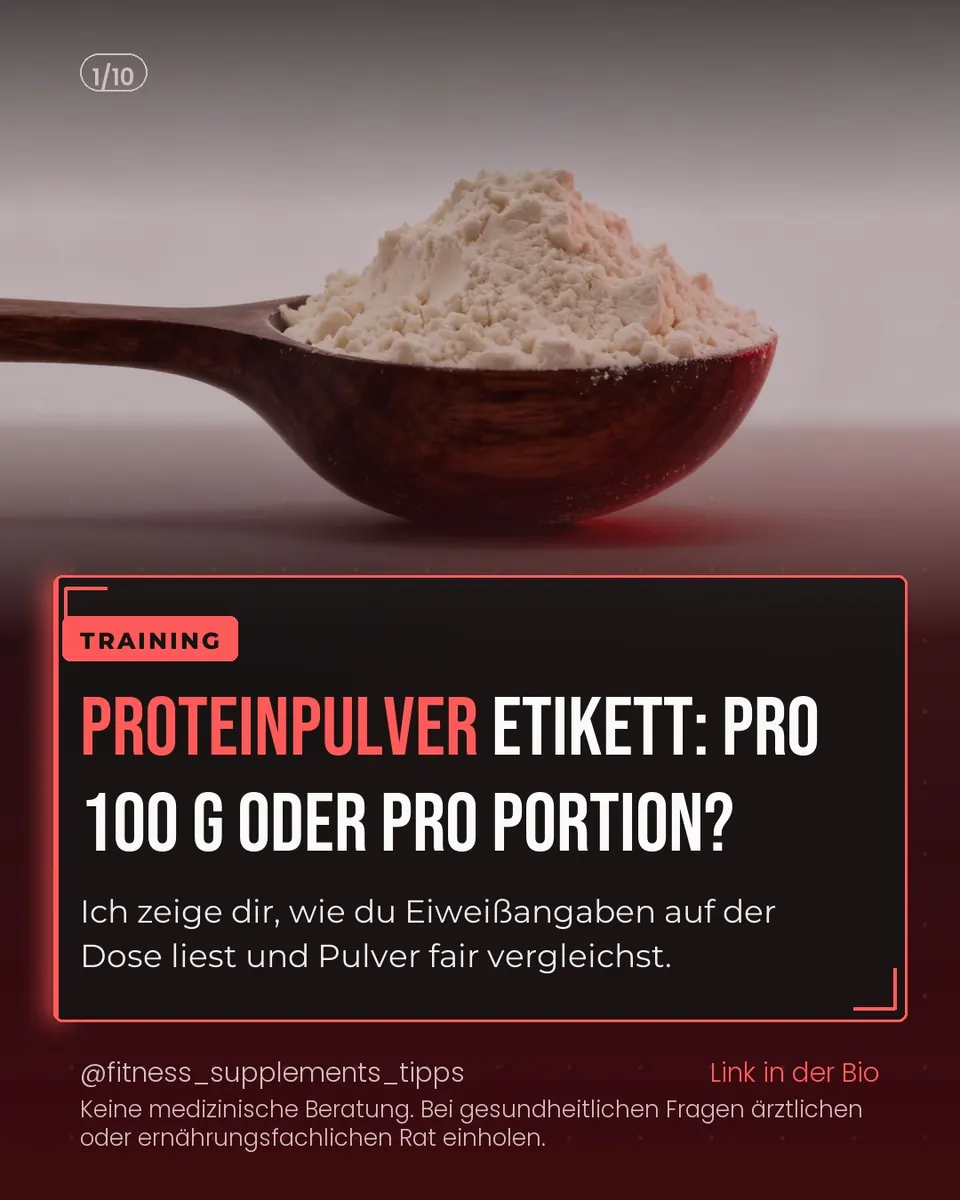 1/10
TRAINING
PROTEINPULVER ETIKETT: PRO
100 G ODER PRO PORTION?
Ich zeige dir, wie du Eiweißangaben auf der
Dose liest und Pulver fair vergleichst.
@fitness_supplements_tipps
Link in der Bio
Keine medizinische Beratung. Bei gesundheitlichen Fragen ärztlichen
oder ernährungsfachlichen Rat einholen.